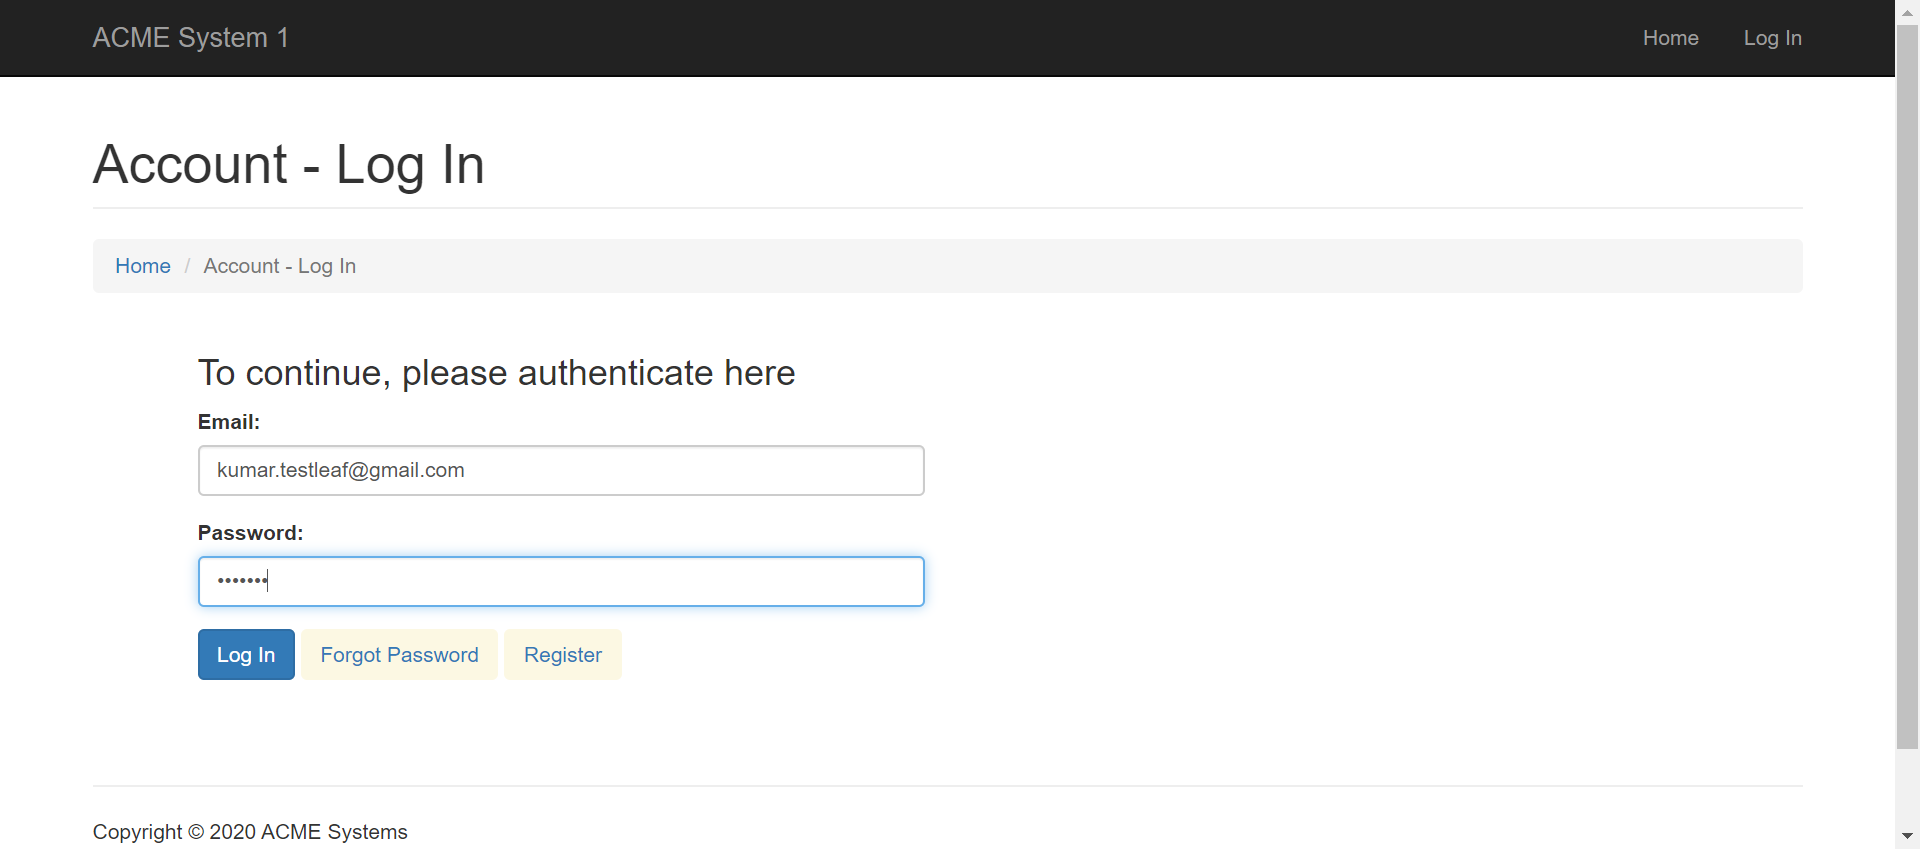 ACME System 1 Home Log In
Account - Log In
Home / Account - Log In
To continue, please authenticate here
Email:
kumar.testleaf@gmail.com
Password:
•••••••
Log In Forgot Password Register
Copyright © 2020 ACME Systems